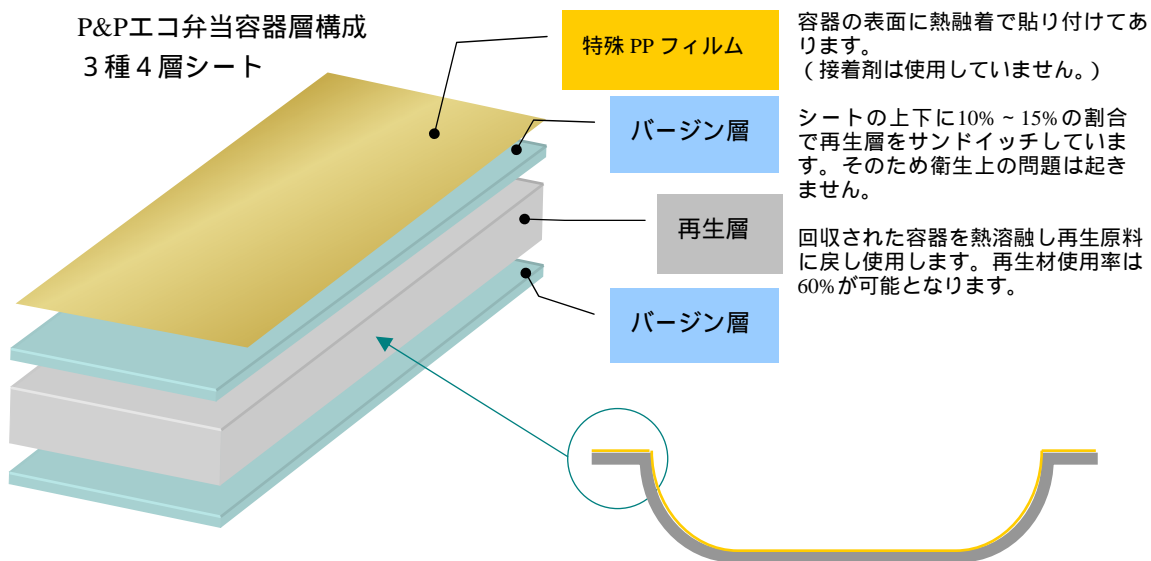 P&Pエコ弁当容器層構成
３種４層シート
特殊 PP フィルム
容器の表面に熱融着で貼り付けてあ
ります。
（接着剤は使用していません。）
バージン層
シートの上下に10%～15%の割合
で再生層をサンドイッチしていま
す。そのため衛生上の問題は起き
ません。
再生層
回収された容器を熱溶融し再生原料
に戻し使用します。再生材使用率は
60%が可能となります。
バージン層